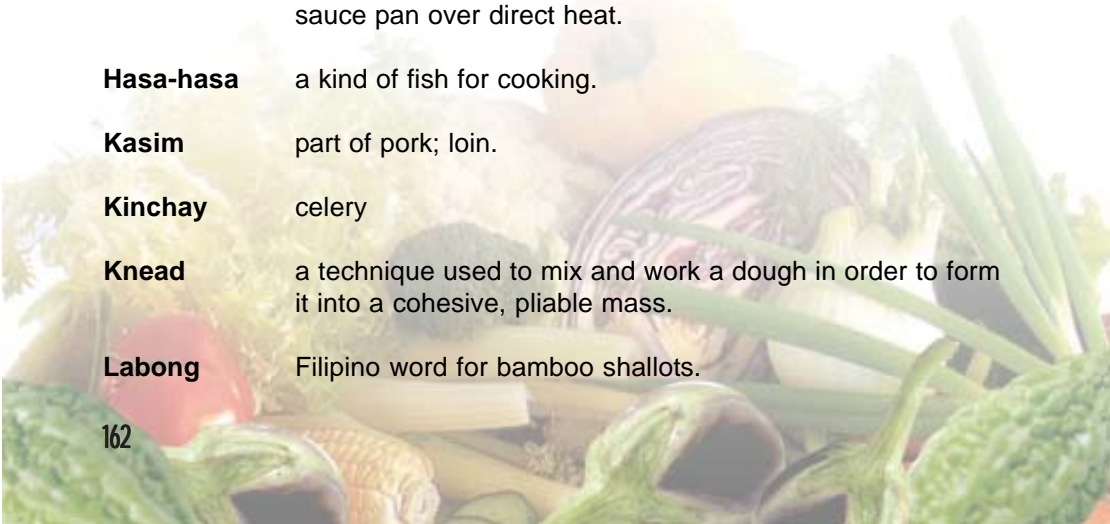 sauce pan over direct heat.
Hasa-hasa a kind of fish for cooking.
Kasim part of pork; loin.
Kinchay celery
Knead a technique used to mix and work a dough in order to form
it into a cohesive, pliable mass.
Labong Filipino word for bamboo shallots.
162